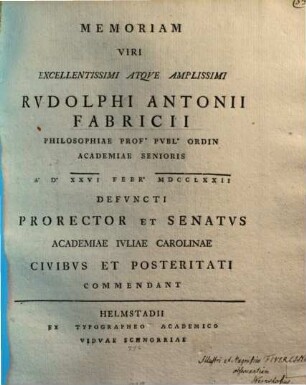 MEMORIAM
VIRI
EXCELLENTISSIMI ATQVE AMPLISSIMI
RVDOLPHI ANTONII
FABRICII
PHILOSOPHIAE PROF. PVBL. ORDIN
ACADEMIAE SENIORIS
A. D. XXVI FEBR. MDCCLXXII
DEFVNCTI
PRORECTOR ET SENATVS
ACADEMIAE IVLIAE CAROLINAE
CIVIBVS ET POSTERITATI
COMMENDANT
HELMSTADII
EX TYPOGRAPHEO ACADEMICO
VIDVAE SCHNORRIAE